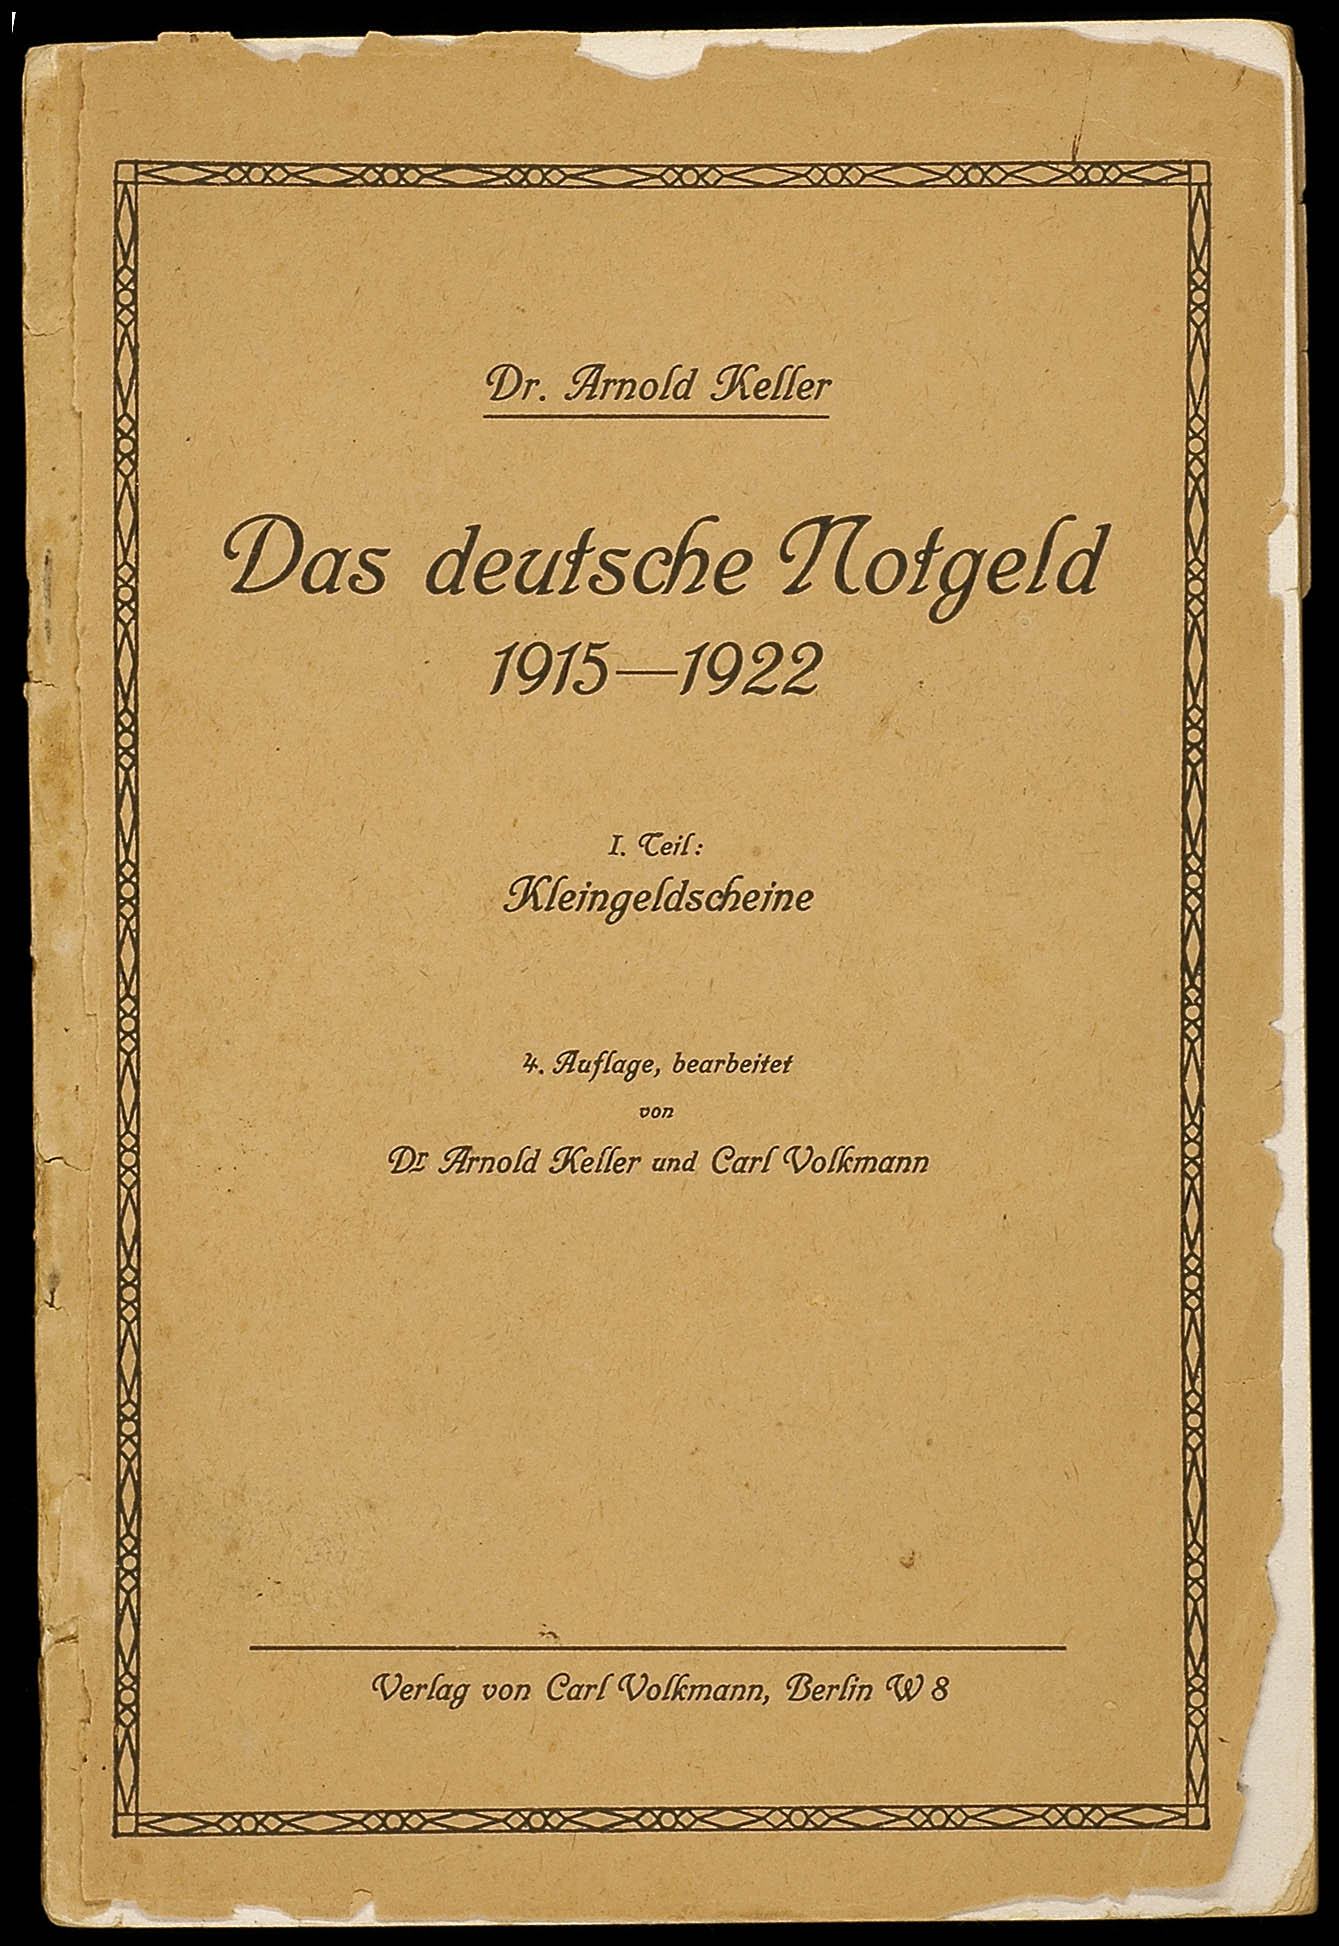 Dr. Arnold Keller
Das deutsche Notgeld
1915—1922
I. Teil:
Kleingeldscheine
4. Auflage, bearbeitet
von
Dr Arnold Keller und Carl Volkmann
Verlag von Carl Volkmann, Berlin W 8